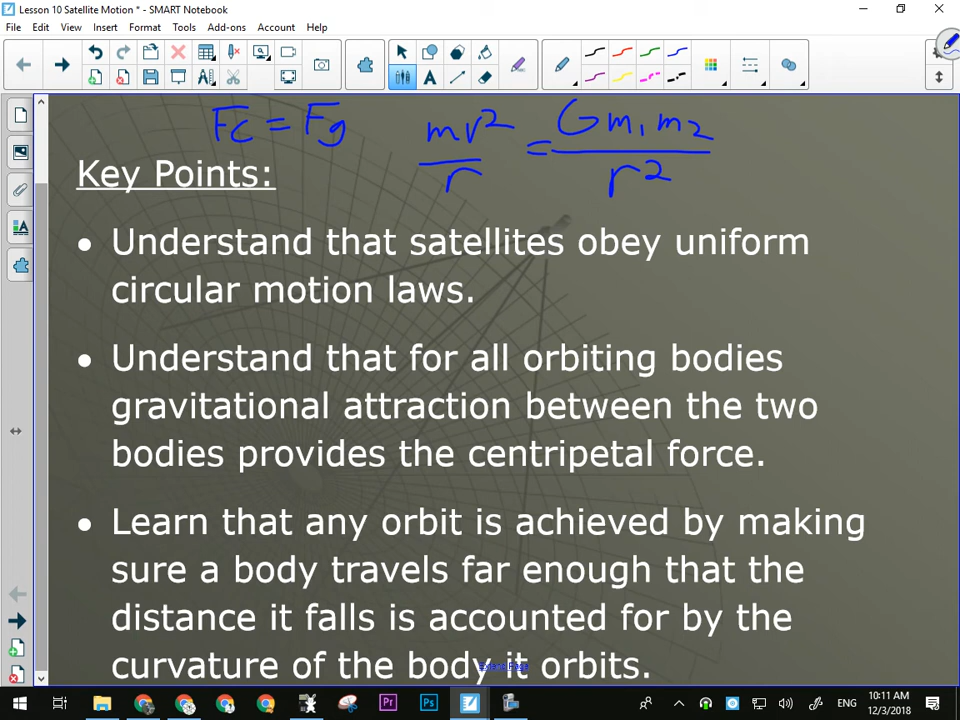 Lesson 10 Satellite Motion * - SMART Notebook
File Edit View Insert Format Tools Add-ons Account Help
Fc = Fg mv²/r = Gm₁m₂/r²
Key Points:
• Understand that satellites obey uniform
circular motion laws.
• Understand that for all orbiting bodies
gravitational attraction between the two
bodies provides the centripetal force.
• Learn that any orbit is achieved by making
sure a body travels far enough that the
distance it falls is accounted for by the
curvature of the body it orbits.
Extend Page
Pr Ps
ENG
10:11 AM
12/3/2018